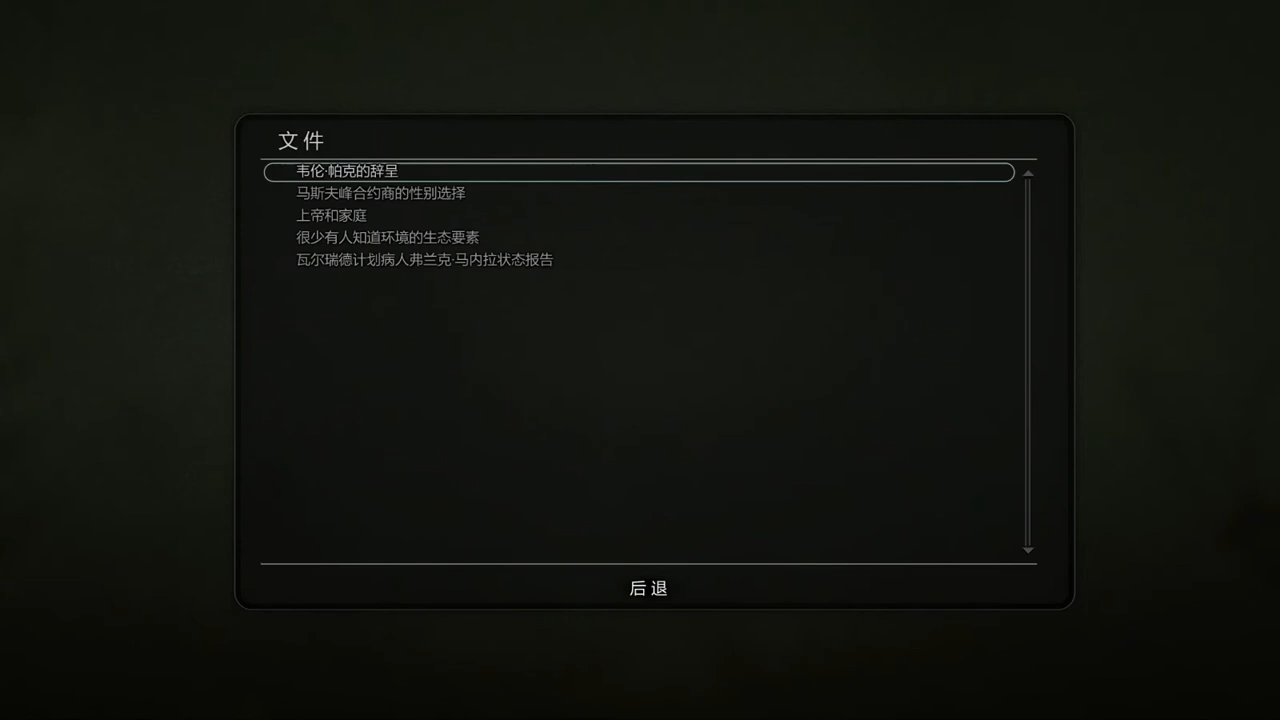 文件
韦伦·帕克的辞呈
马斯夫峰合约商的性别选择
上帝和家庭
很少有人知道环境的生态要素
瓦尔瑞德计划病人弗兰克·马内拉状态报告
后退